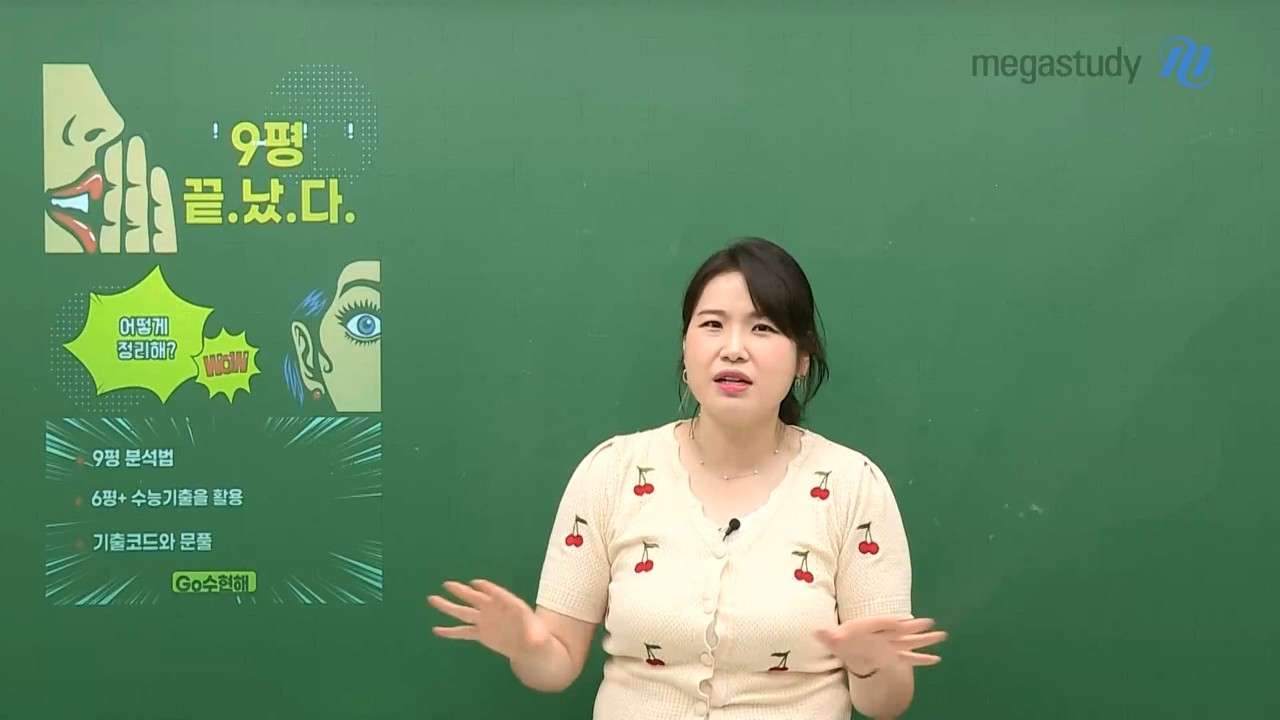 megastudy
9평
끝.났.다.
어떻게
정리해?
WOW
9평 분석법
6평+ 수능기출을 활용
기출코드와 문풀
Go수현해